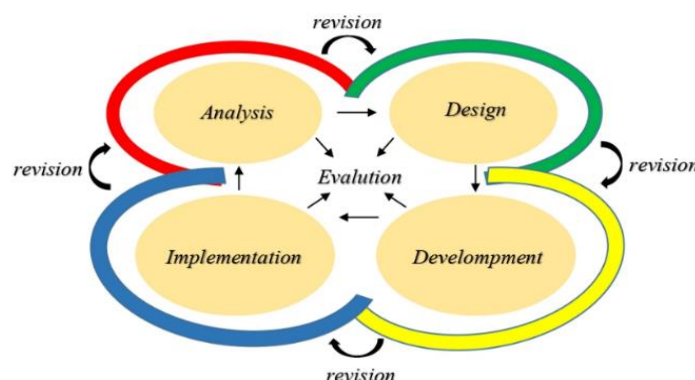 revision
Analysis
Design
revision
Evalution
revision
Implementation
Develompment
revision